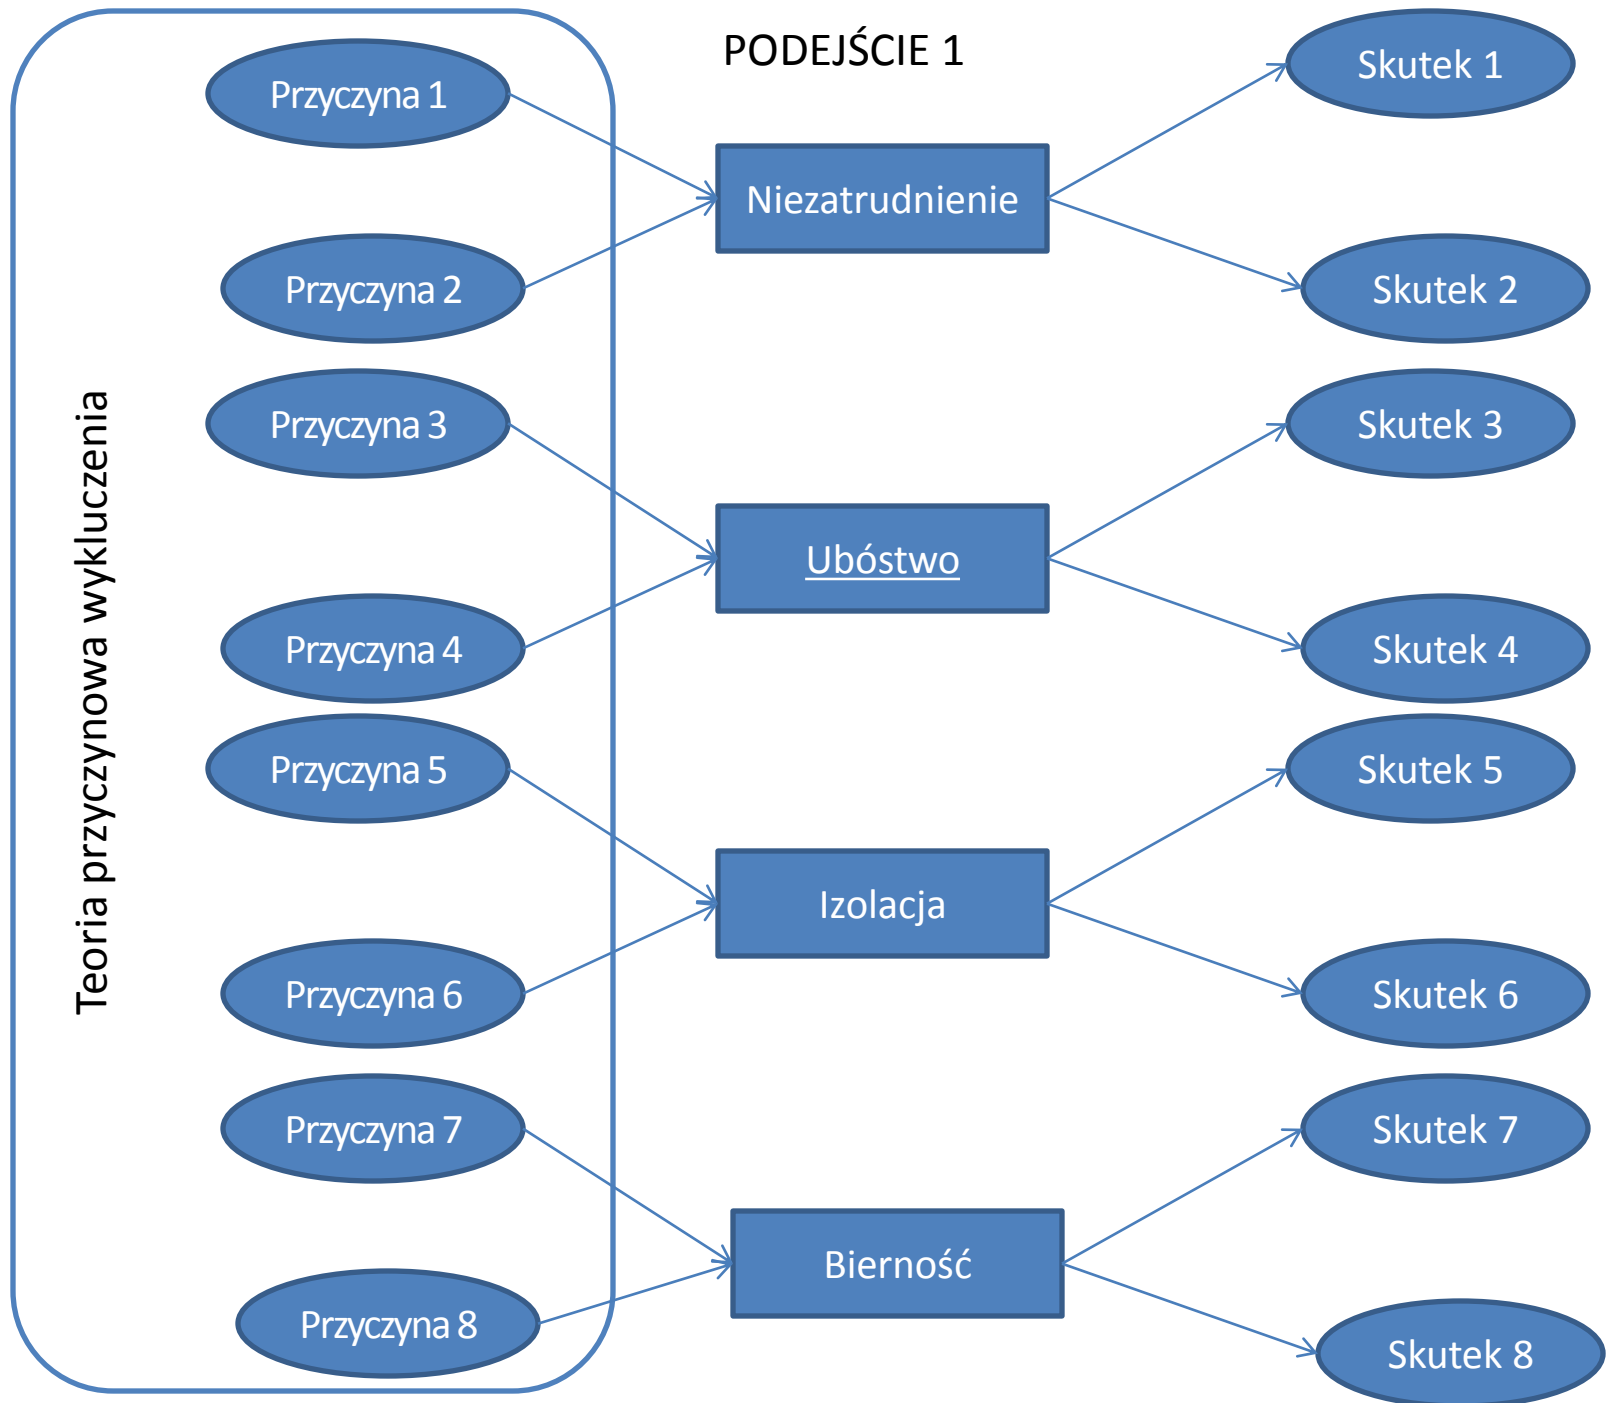 PODEJŚCIE 1
Teoria przyczynowa wykluczenia
Przyczyna 1
Przyczyna 2
Przyczyna 3
Przyczyna 4
Przyczyna 5
Przyczyna 6
Przyczyna 7
Przyczyna 8
Niezatrudnienie
Ubóstwo
Izolacja
Bierność
Skutek 1
Skutek 2
Skutek 3
Skutek 4
Skutek 5
Skutek 6
Skutek 7
Skutek 8